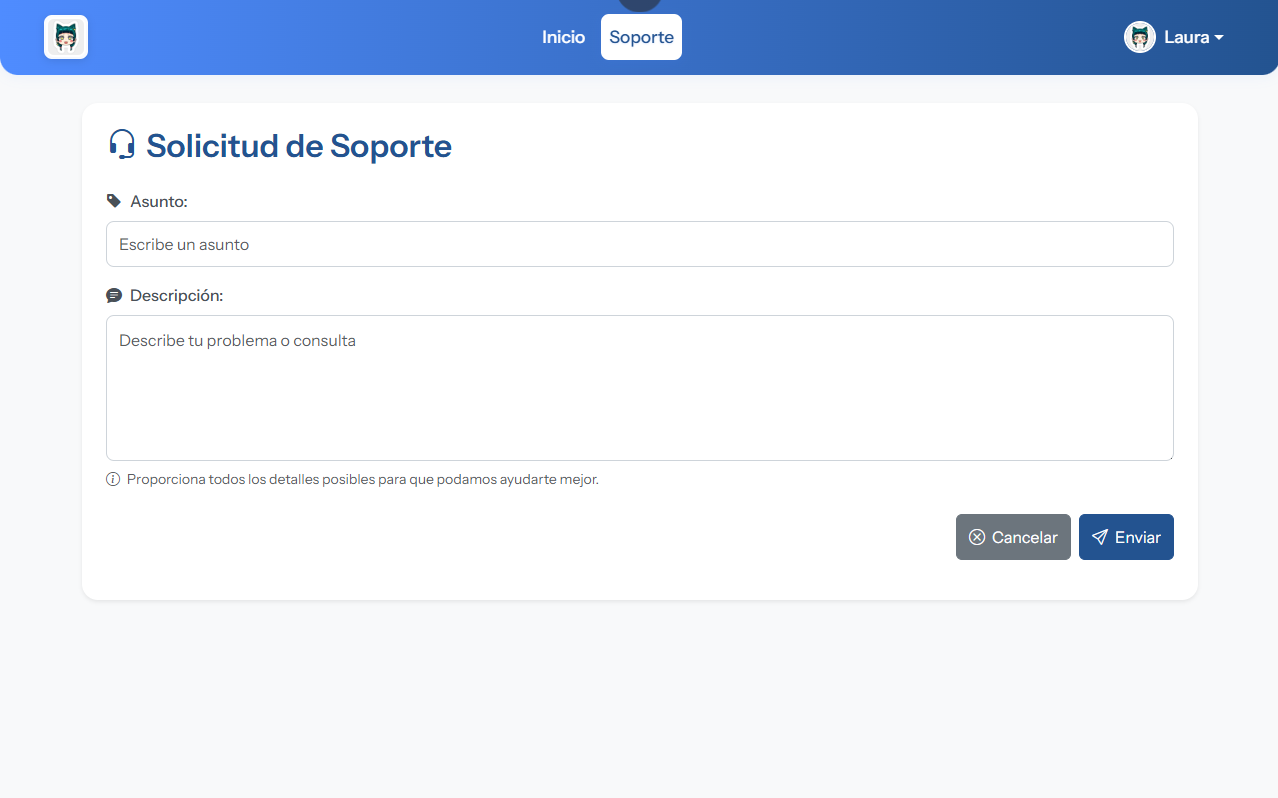 Inicio
Soporte
Laura
Solicitud de Soporte
Asunto:
Escribe un asunto
Descripción:
Describe tu problema o consulta
Proporciona todos los detalles posibles para que podamos ayudarte mejor.
Cancelar
Enviar